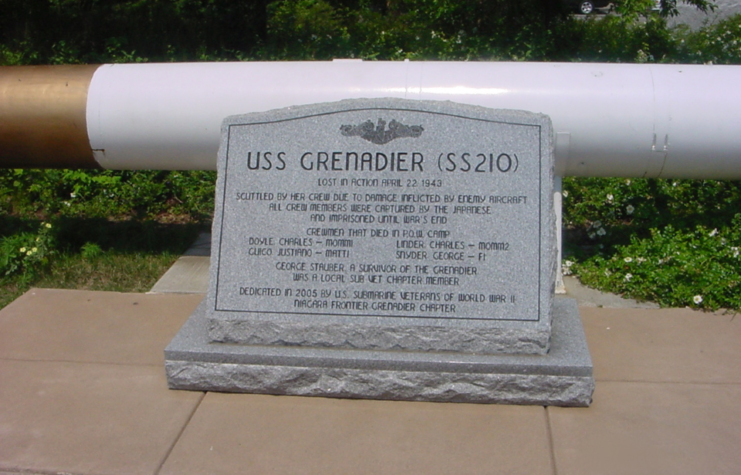 USS GRENADIER (SS210)
LOST IN ACTION APRIL 22 1943
SCUTTLED BY HER CREW DUE TO DAMAGE INFLICTED BY ENEMY AIRCRAFT.
ALL CREW MEMBERS WERE CAPTURED BY THE JAPANESE
AND IMPRISONED UNTIL WAR'S END
CREWMEN THAT DIED IN P.O.W. CAMP
DOYLE CHARLES – MOMM1 LINDER CHARLES – MOMM2
GUICO JUSTIANO – MATT1 SNYDER GEORGE – F1
GEORGE STAUBER, A SURVIVOR OF THE GRENADIER
WAS A LOCAL SUB VET CHAPTER MEMBER
DEDICATED IN 2005 BY U.S. SUBMARINE VETERANS OF WORLD WAR II
NIAGARA FRONTIER GRENADIER CHAPTER